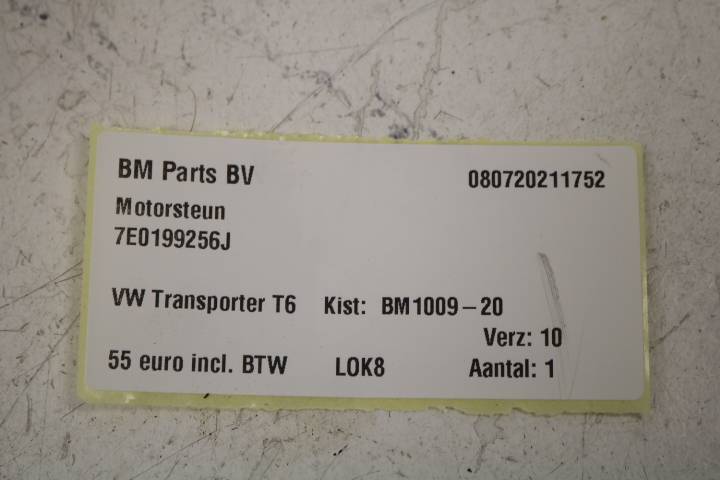 BM Parts BV 080720211752
Motorsteun
7E0199256J
VW Transporter T6 Kist: BM1009-20
Verz: 10
55 euro incl. BTW LOK8 Aantal: 1